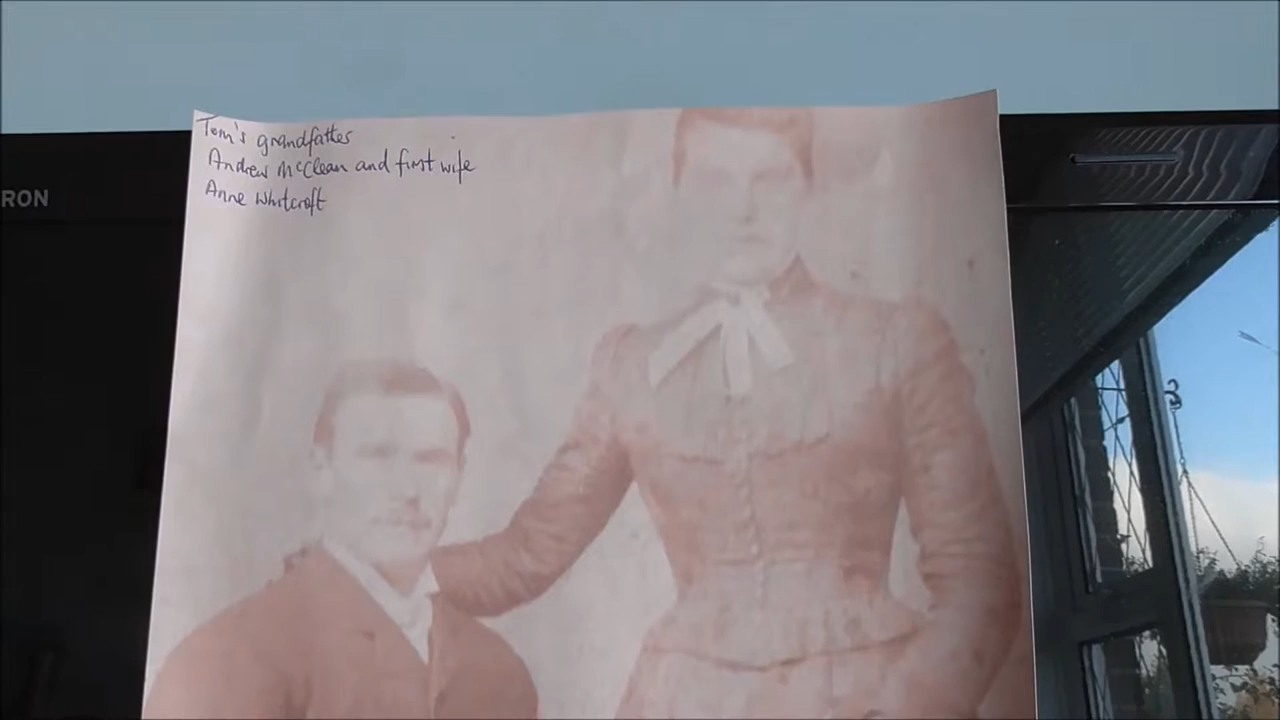 Tom's grandfather
Andrew McClean and first wife
Anne Whitcroft
RON